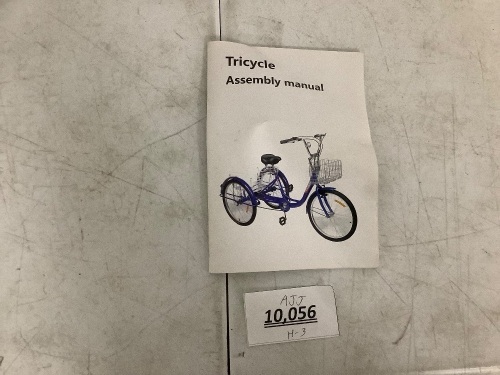 Tricycle
Assembly manual
AJJ
10,056
H-3